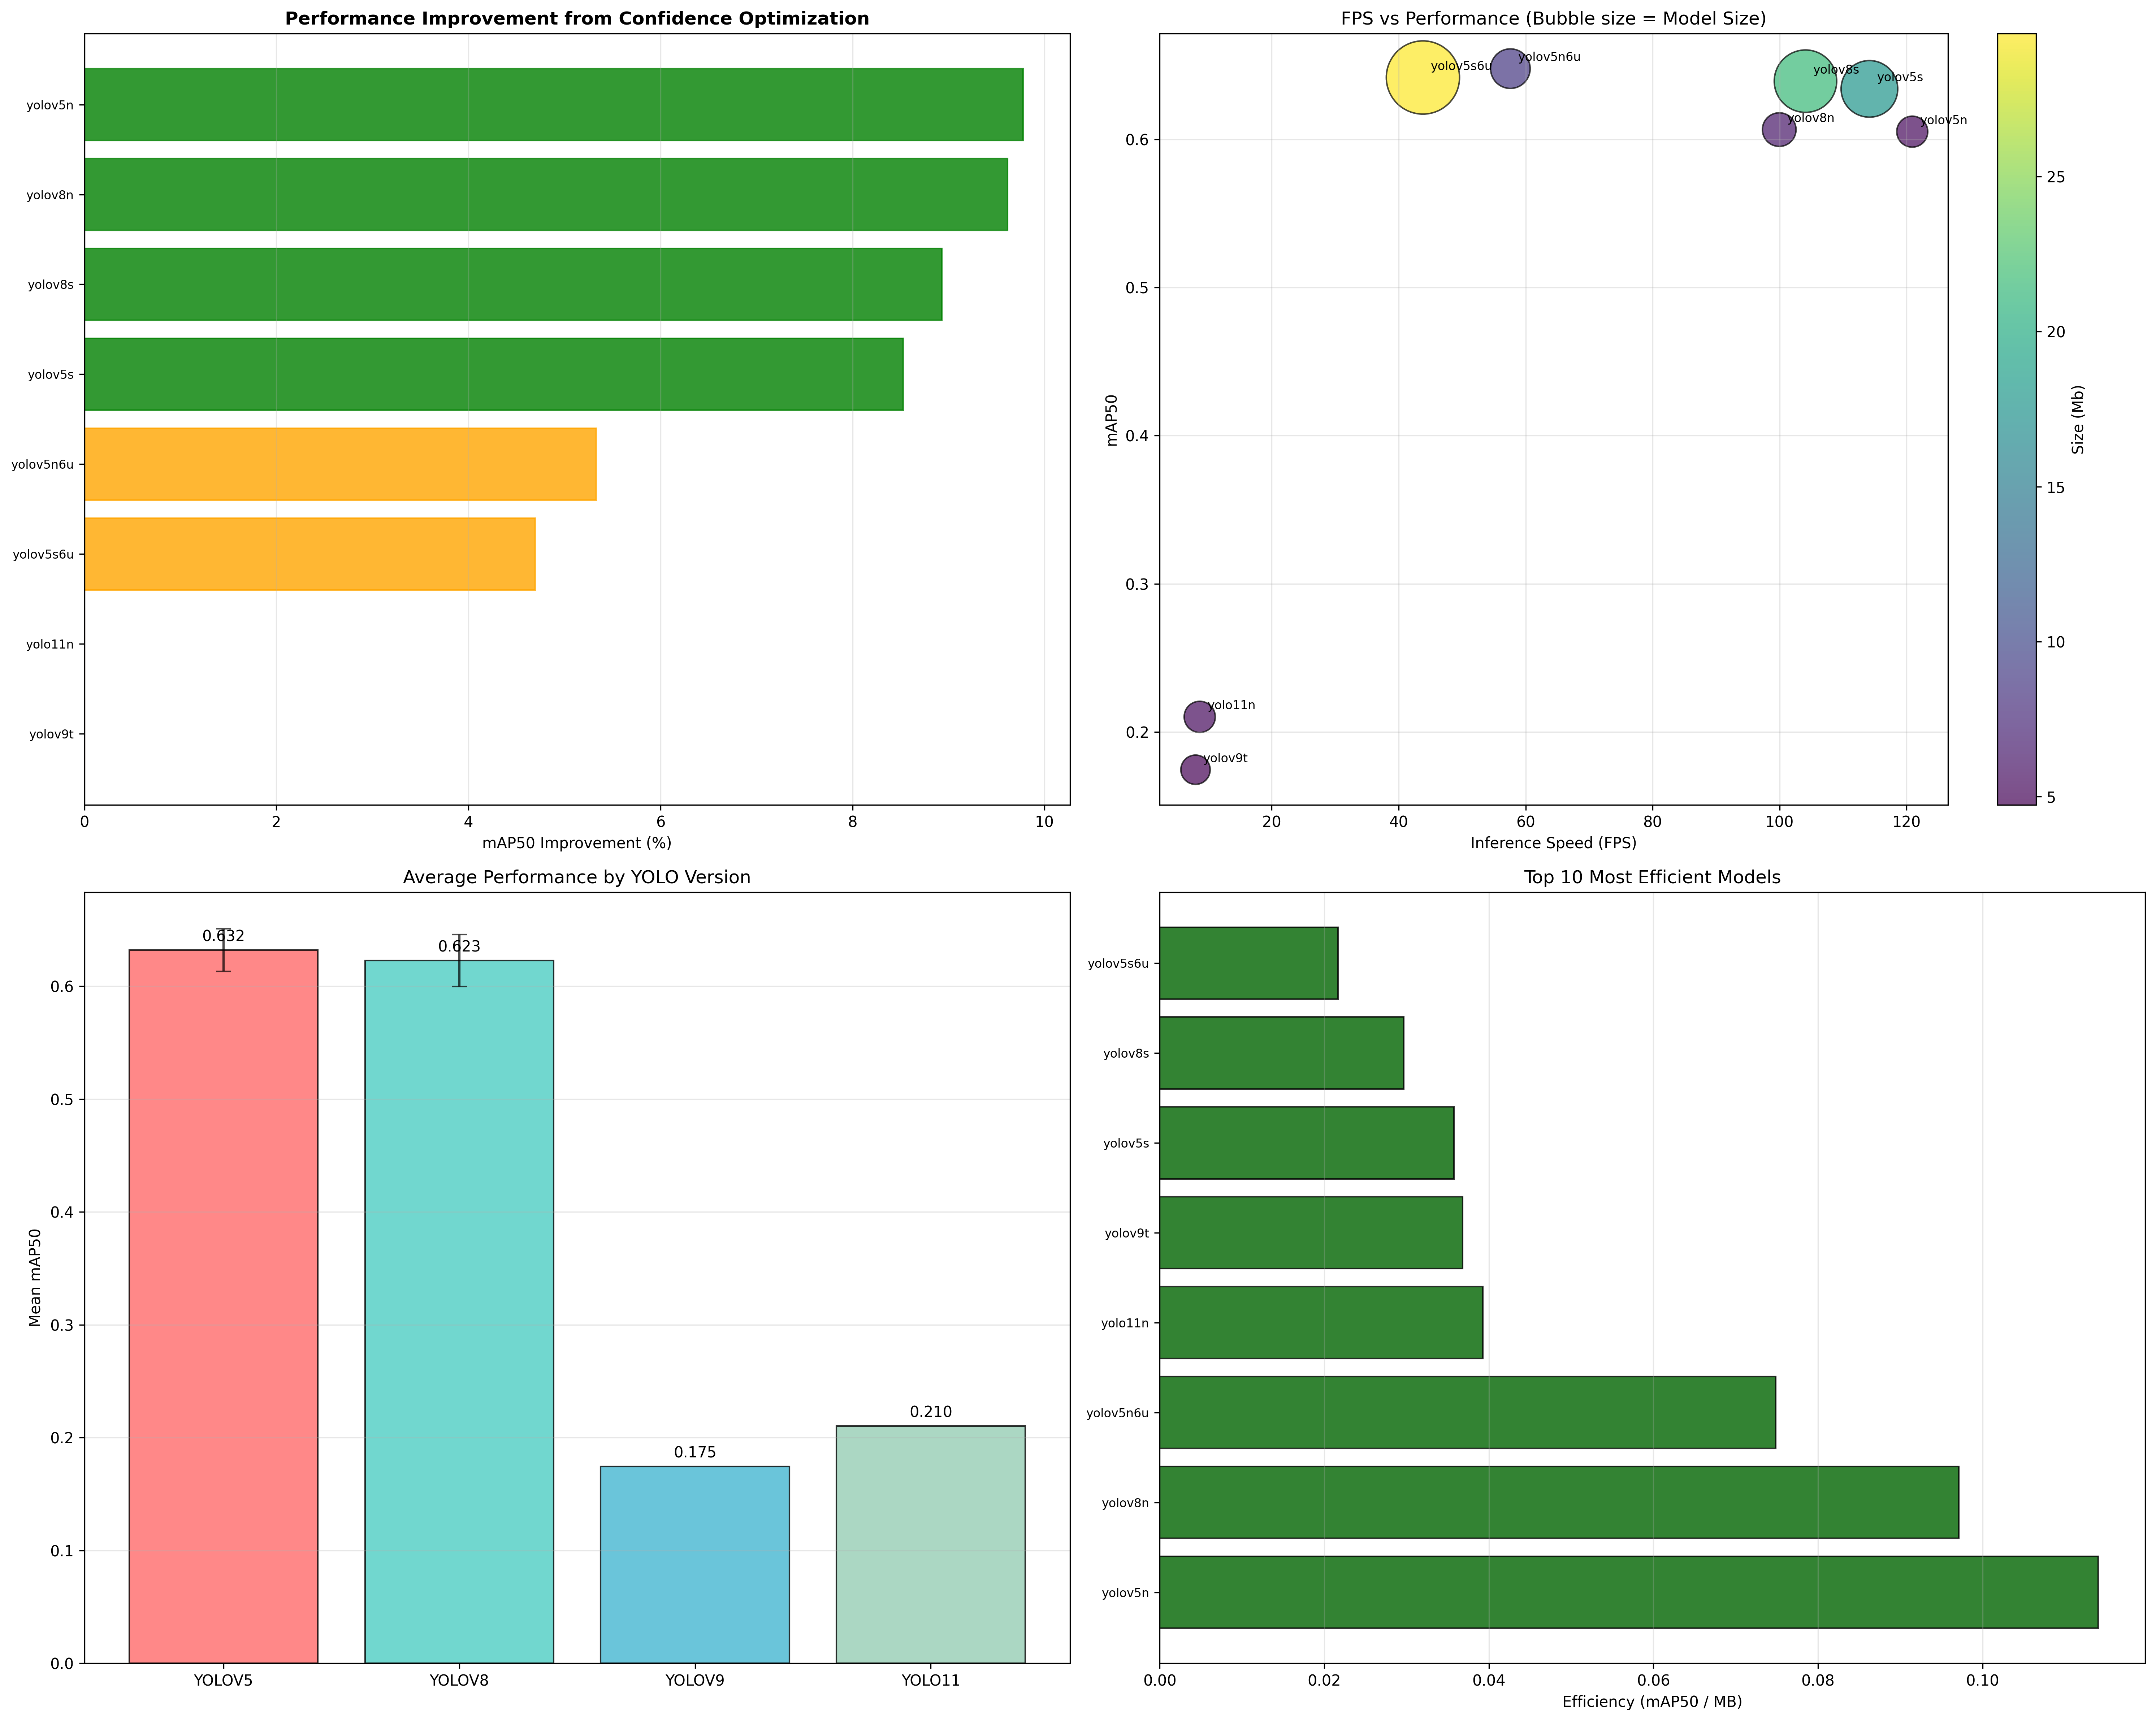 Performance Improvement from Confidence Optimization
yolov5n
yolov8n
yolov8s
yolov5s
yolov5n6u
yolov5s6u
yolo11n
yolov9t
0 2 4 6 8 10
mAP50 Improvement (%)
FPS vs Performance (Bubble size = Model Size)
mAP50
0.6
0.5
0.4
0.3
0.2
yolov5s6u
yolov5n6u
yolov8s
yolov5s
yolov8n
yolov5n
yolo11n
yolov9t
20 40 60 80 100 120
Inference Speed (FPS)
25
20
15
10
5
Size (Mb)
Average Performance by YOLO Version
Mean mAP50
0.6
0.5
0.4
0.3
0.2
0.1
0.0
0.632
0.623
0.175
0.210
YOLOV5 YOLOV8 YOLOV9 YOLO11
Top 10 Most Efficient Models
yolov5s6u
yolov8s
yolov5s
yolov9t
yolo11n
yolov5n6u
yolov8n
yolov5n
0.00 0.02 0.04 0.06 0.08 0.10
Efficiency (mAP50 / MB)